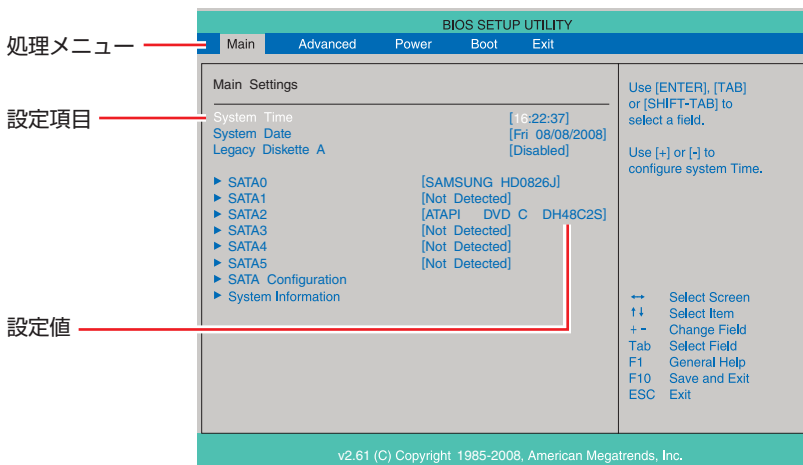 BIOS SETUP UTILITY
処理メニュー
Main Advanced Power Boot Exit
Main Settings
設定項目
System Time [16:22:37]
System Date [Fri 08/08/2008]
Legacy Diskette A [Disabled]
▶ SATA0 [SAMSUNG HD0826J]
▶ SATA1 [Not Detected]
▶ SATA2 [ATAPI DVD C DH48C2S]
▶ SATA3 [Not Detected]
▶ SATA4 [Not Detected]
▶ SATA5 [Not Detected]
▶ SATA Configuration
▶ System Information
設定値
Use [ENTER], [TAB]
or [SHIFT-TAB] to
select a field.
Use [+] or [-] to
configure system Time.
↔ Select Screen
↑↓ Select Item
+- Change Field
Tab Select Field
F1 General Help
F10 Save and Exit
ESC Exit
v2.61 (C) Copyright 1985-2008, American Megatrends, Inc.